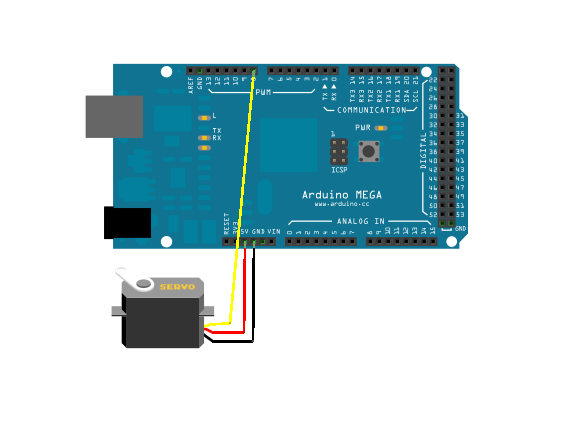 AREF GND 13 12 11 10 9 8 7 6 5 4 3 2 1 0
TX RX
TX3 14 RX3 15 TX2 16 RX2 17 TX1 18 RX1 19 SDA 20 SCL 21
PWM
COMMUNICATION
L
TX
RX
PWR
1
ICSP
DIGITAL
22
24
26
28
30 31
32 33
34 35
36 37
38 39
40 41
42 43
44 45
46 47
48 49
50 51
52 53
GND
Arduino MEGA
www.arduino.cc
ANALOG IN
RESET 3V3 5V GND VIN
0 1 2 3 4 5 6 7 8 9 10 11 12 13 14 15
SERVO